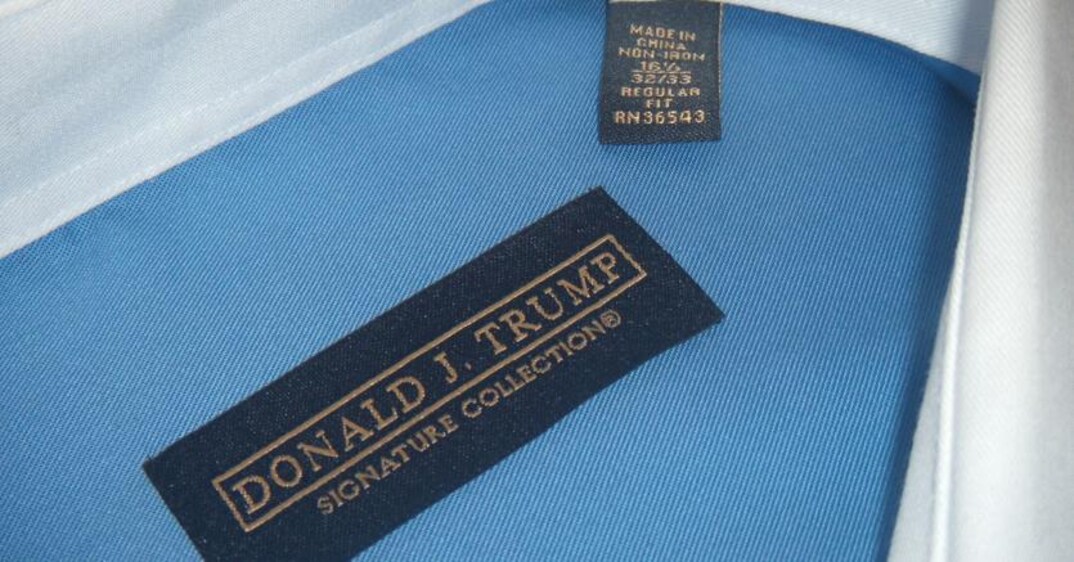 MADE IN
CHINA
NON-IRON
16½
32/33
REGULAR
FIT
RN36543
DONALD J. TRUMP
SIGNATURE COLLECTION®